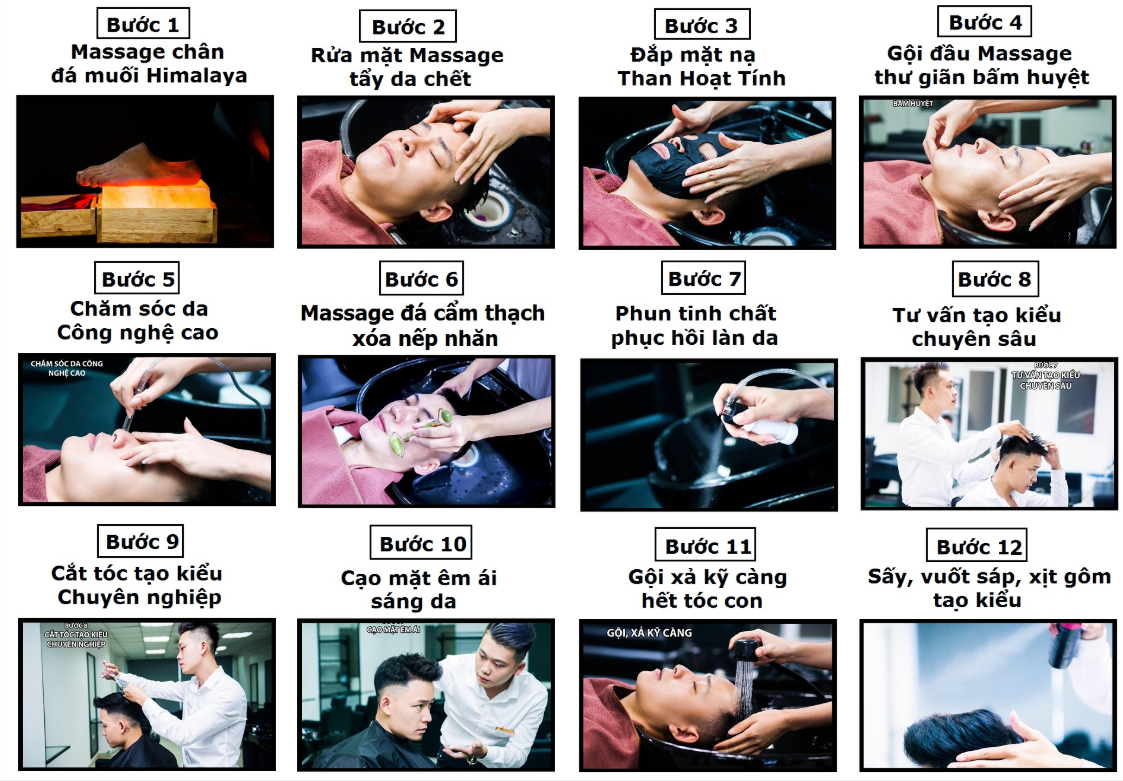 Bước 1
Massage chân
đá muối Himalaya
Bước 2
Rửa mặt Massage
tẩy da chết
Bước 3
Đắp mặt nạ
Than Hoạt Tính
Bước 4
Gội đầu Massage
thư giãn bấm huyệt
BẤM HUYỆT
Bước 5
Chăm sóc da
Công nghệ cao
CHĂM SÓC DA CÔNG
NGHỆ CAO
Bước 6
Massage đá cẩm thạch
xóa nếp nhăn
Bước 7
Phun tinh chất
phục hồi làn da
Bước 8
Tư vấn tạo kiểu
chuyên sâu
BƯỚC 7
TƯ VẤN TẠO KIỂU
CHUYÊN SÂU
Bước 9
Cắt tóc tạo kiểu
Chuyên nghiệp
BƯỚC 8
CẮT TÓC TẠO KIỂU
CHUYÊN NGHIỆP
Bước 10
Cạo mặt êm ái
sáng da
CẠO MẶT ÊM ÁI
Bước 11
Gội xả kỹ càng
hết tóc con
GỘI, XẢ KỸ CÀNG
Bước 12
Sấy, vuốt sáp, xịt gôm
tạo kiểu